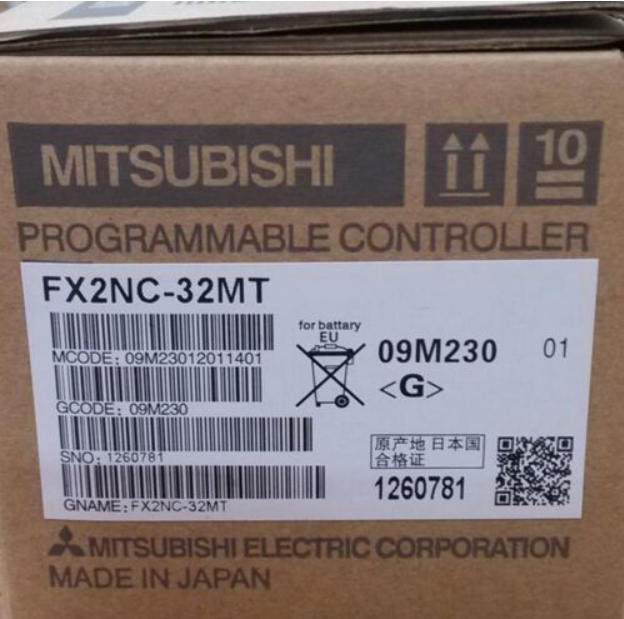 MITSUBISHI
10
PROGRAMMABLE CONTROLLER
FX2NC-32MT
MCODE: 09M23012011401
GCODE: 09M230
SNO: 1260781
GNAME: FX2NC-32MT
for battary
EU
09M230
01
<G>
原产地 日本国
合格证
1260781
MITSUBISHI ELECTRIC CORPORATION
MADE IN JAPAN